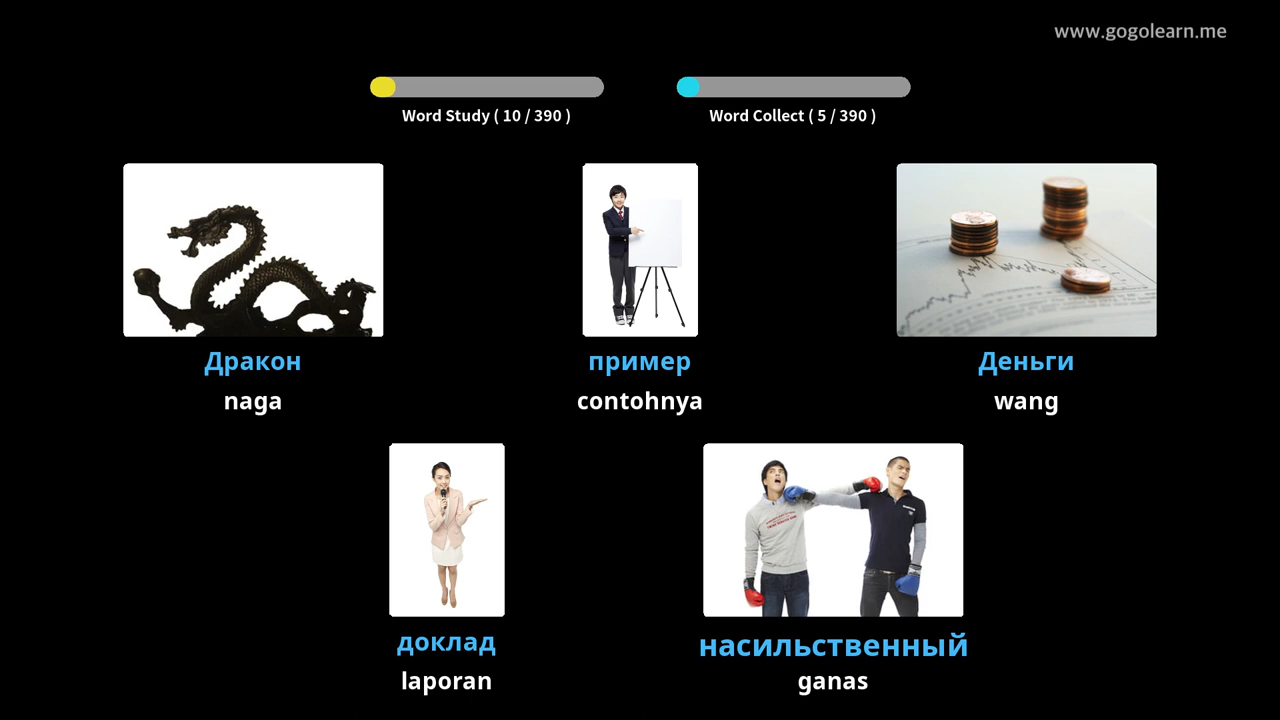 www.gogolearn.me
Word Study ( 10 / 390 )
Word Collect ( 5 / 390 )
Дракон
naga
пример
contohnya
Деньги
wang
доклад
laporan
насильственный
ganas